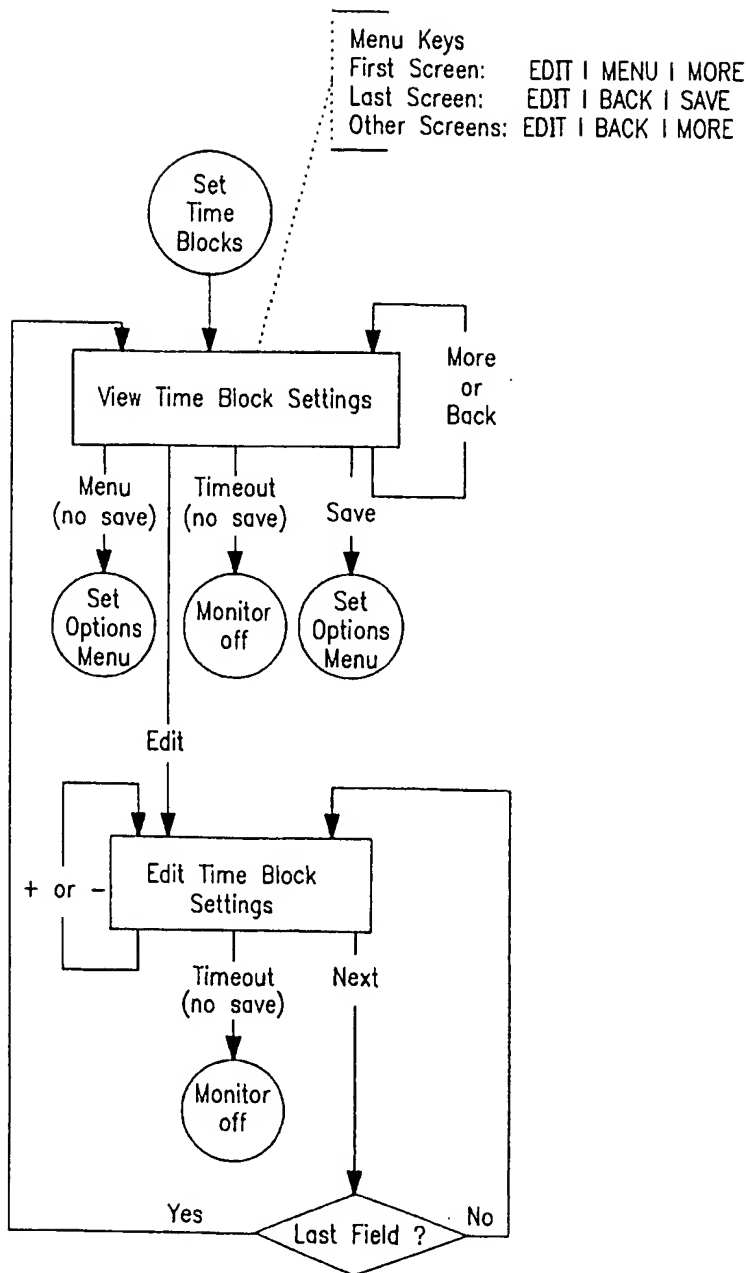 Menu Keys
First Screen: EDIT | MENU | MORE
Last Screen: EDIT | BACK | SAVE
Other Screens: EDIT | BACK | MORE
Set
Time
Blocks
View Time Block Settings
More
or
Back
Menu
(no save)
Timeout
(no save)
Save
Set
Options
Menu
Monitor
off
Set
Options
Menu
Edit
+ or -
Edit Time Block
Settings
Timeout
(no save)
Next
Monitor
off
Yes
Last Field ?
No